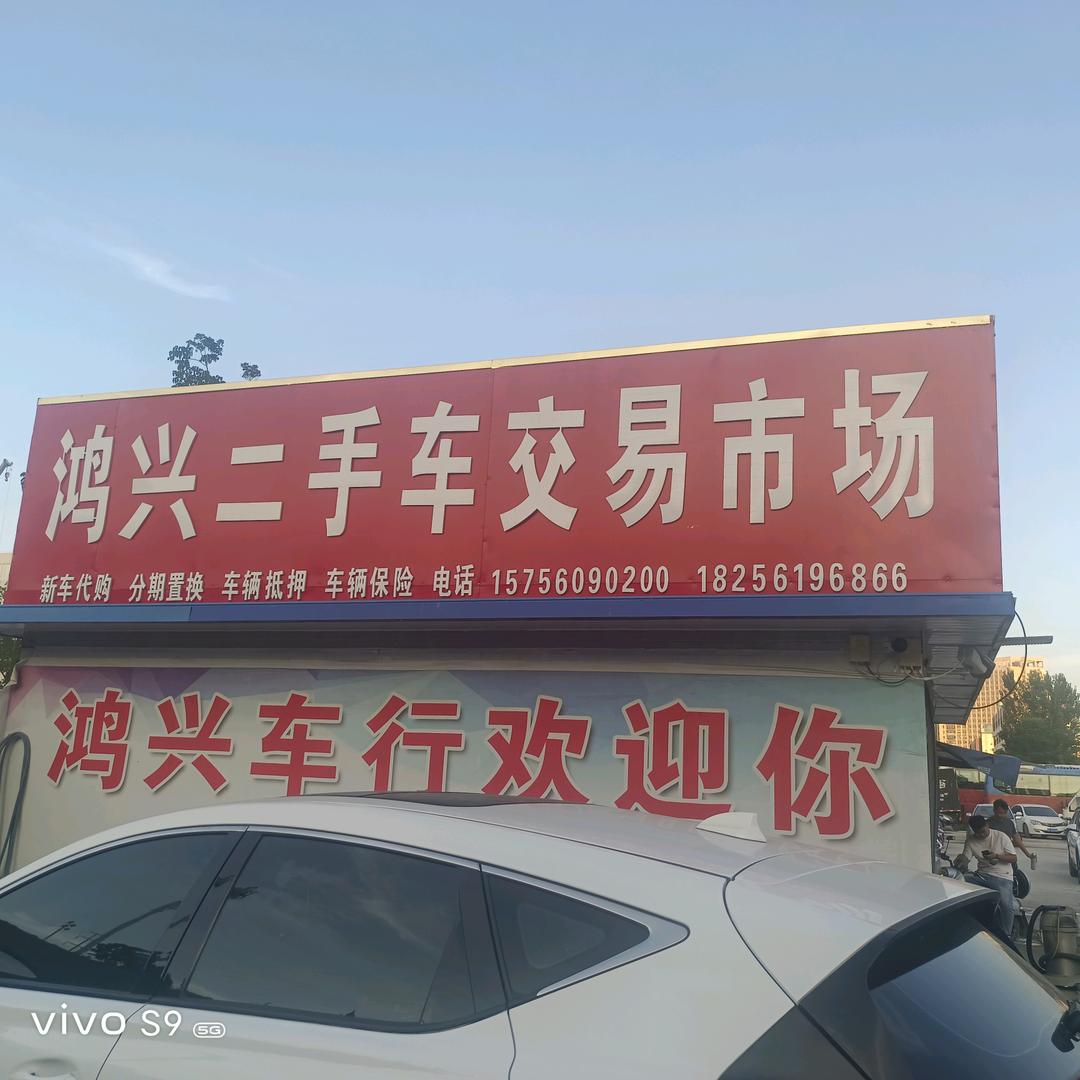 鸿兴二手车交易市场
新车代购 分期置换 车辆抵押 车辆保险 电话 15756090200 18256196866
鸿兴车行欢迎你
vivo S9 5G